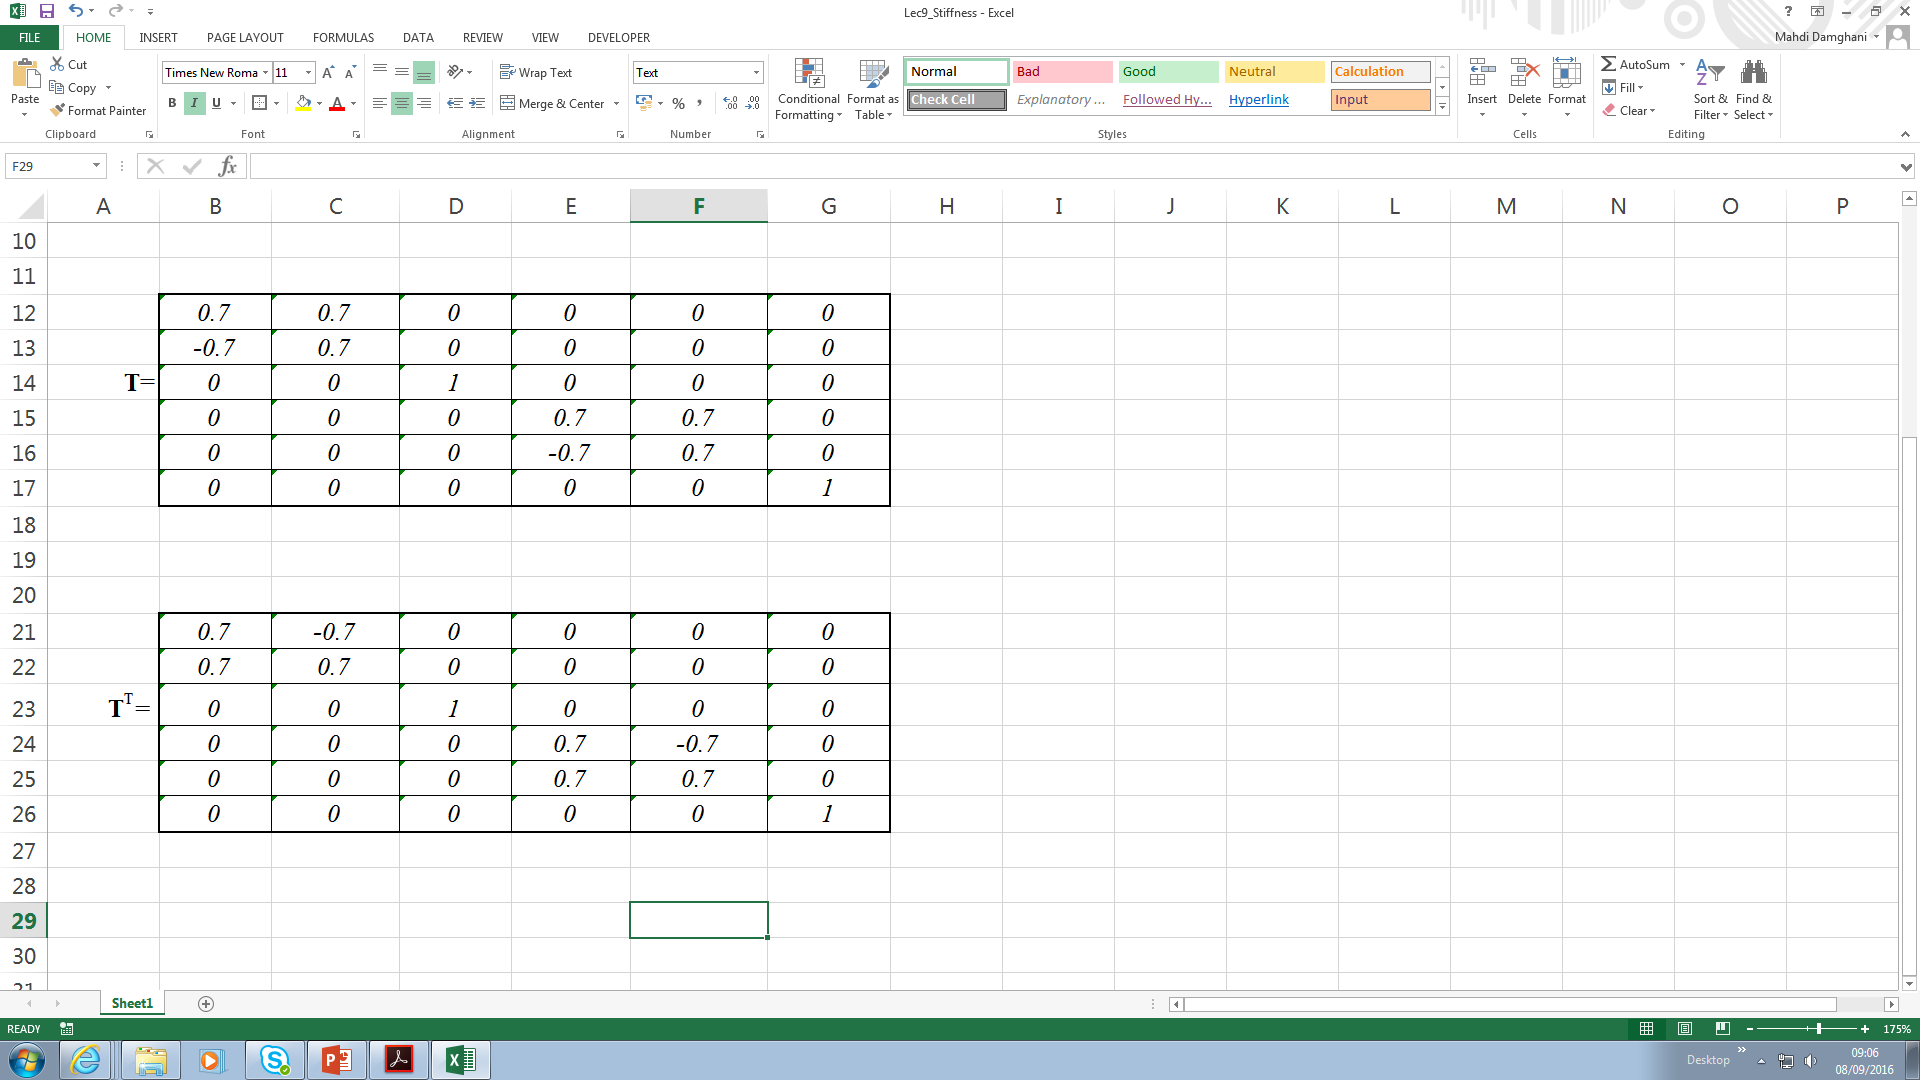 Lec9_Stiffness - Excel
?
FILE HOME INSERT PAGE LAYOUT FORMULAS DATA REVIEW VIEW DEVELOPER
Mahdi Damghani
Paste
Cut
Copy
Format Painter
Clipboard
Times New Roma 11
B I U
Font
Wrap Text
Merge & Center
Alignment
Text
%
Number
Conditional Formatting
Format as Table
Normal Bad Good Neutral Calculation
Check Cell Explanatory ... Followed Hy... Hyperlink Input
Styles
Insert Delete Format
Cells
AutoSum
Fill
Clear
Sort & Filter
Find & Select
Editing
F29
fx
A B C D E F G H I J K L M N O P
10
11
12 0.7 0.7 0 0 0 0
13 -0.7 0.7 0 0 0 0
14 T= 0 0 1 0 0 0
15 0 0 0 0.7 0.7 0
16 0 0 0 -0.7 0.7 0
17 0 0 0 0 0 1
18
19
20
21 0.7 -0.7 0 0 0 0
22 0.7 0.7 0 0 0 0
23 Tᵀ= 0 0 1 0 0 0
24 0 0 0 0.7 -0.7 0
25 0 0 0 0.7 0.7 0
26 0 0 0 0 0 1
27
28
29
30
31
Sheet1
READY
175%
Desktop
09:06
08/09/2016